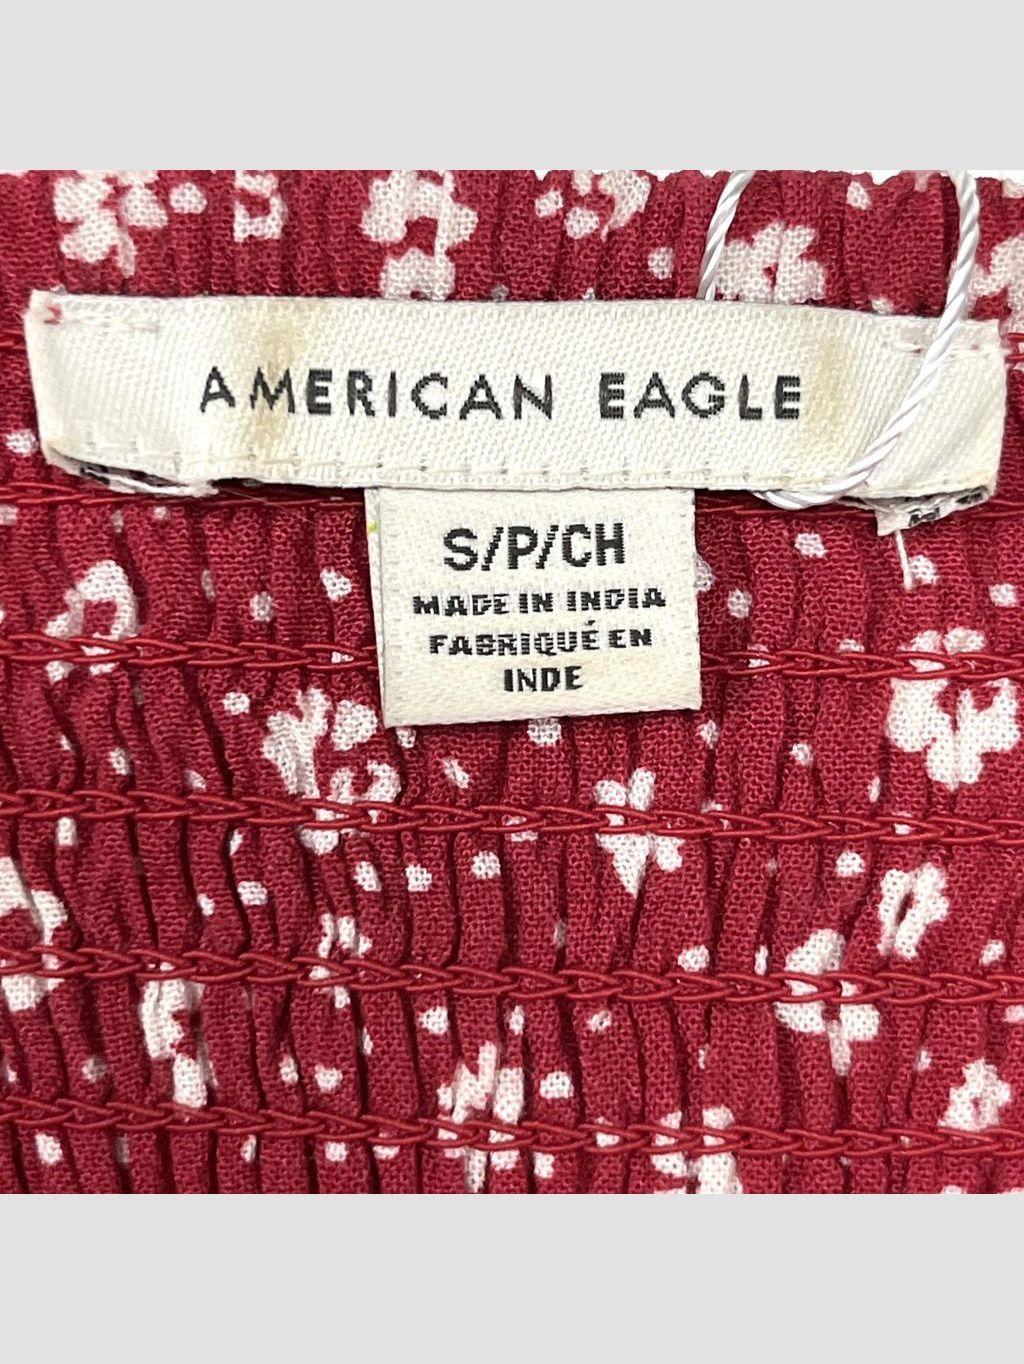 AMERICAN EAGLE
S/P/CH
MADE IN INDIA
FABRIQUÉ EN
INDE